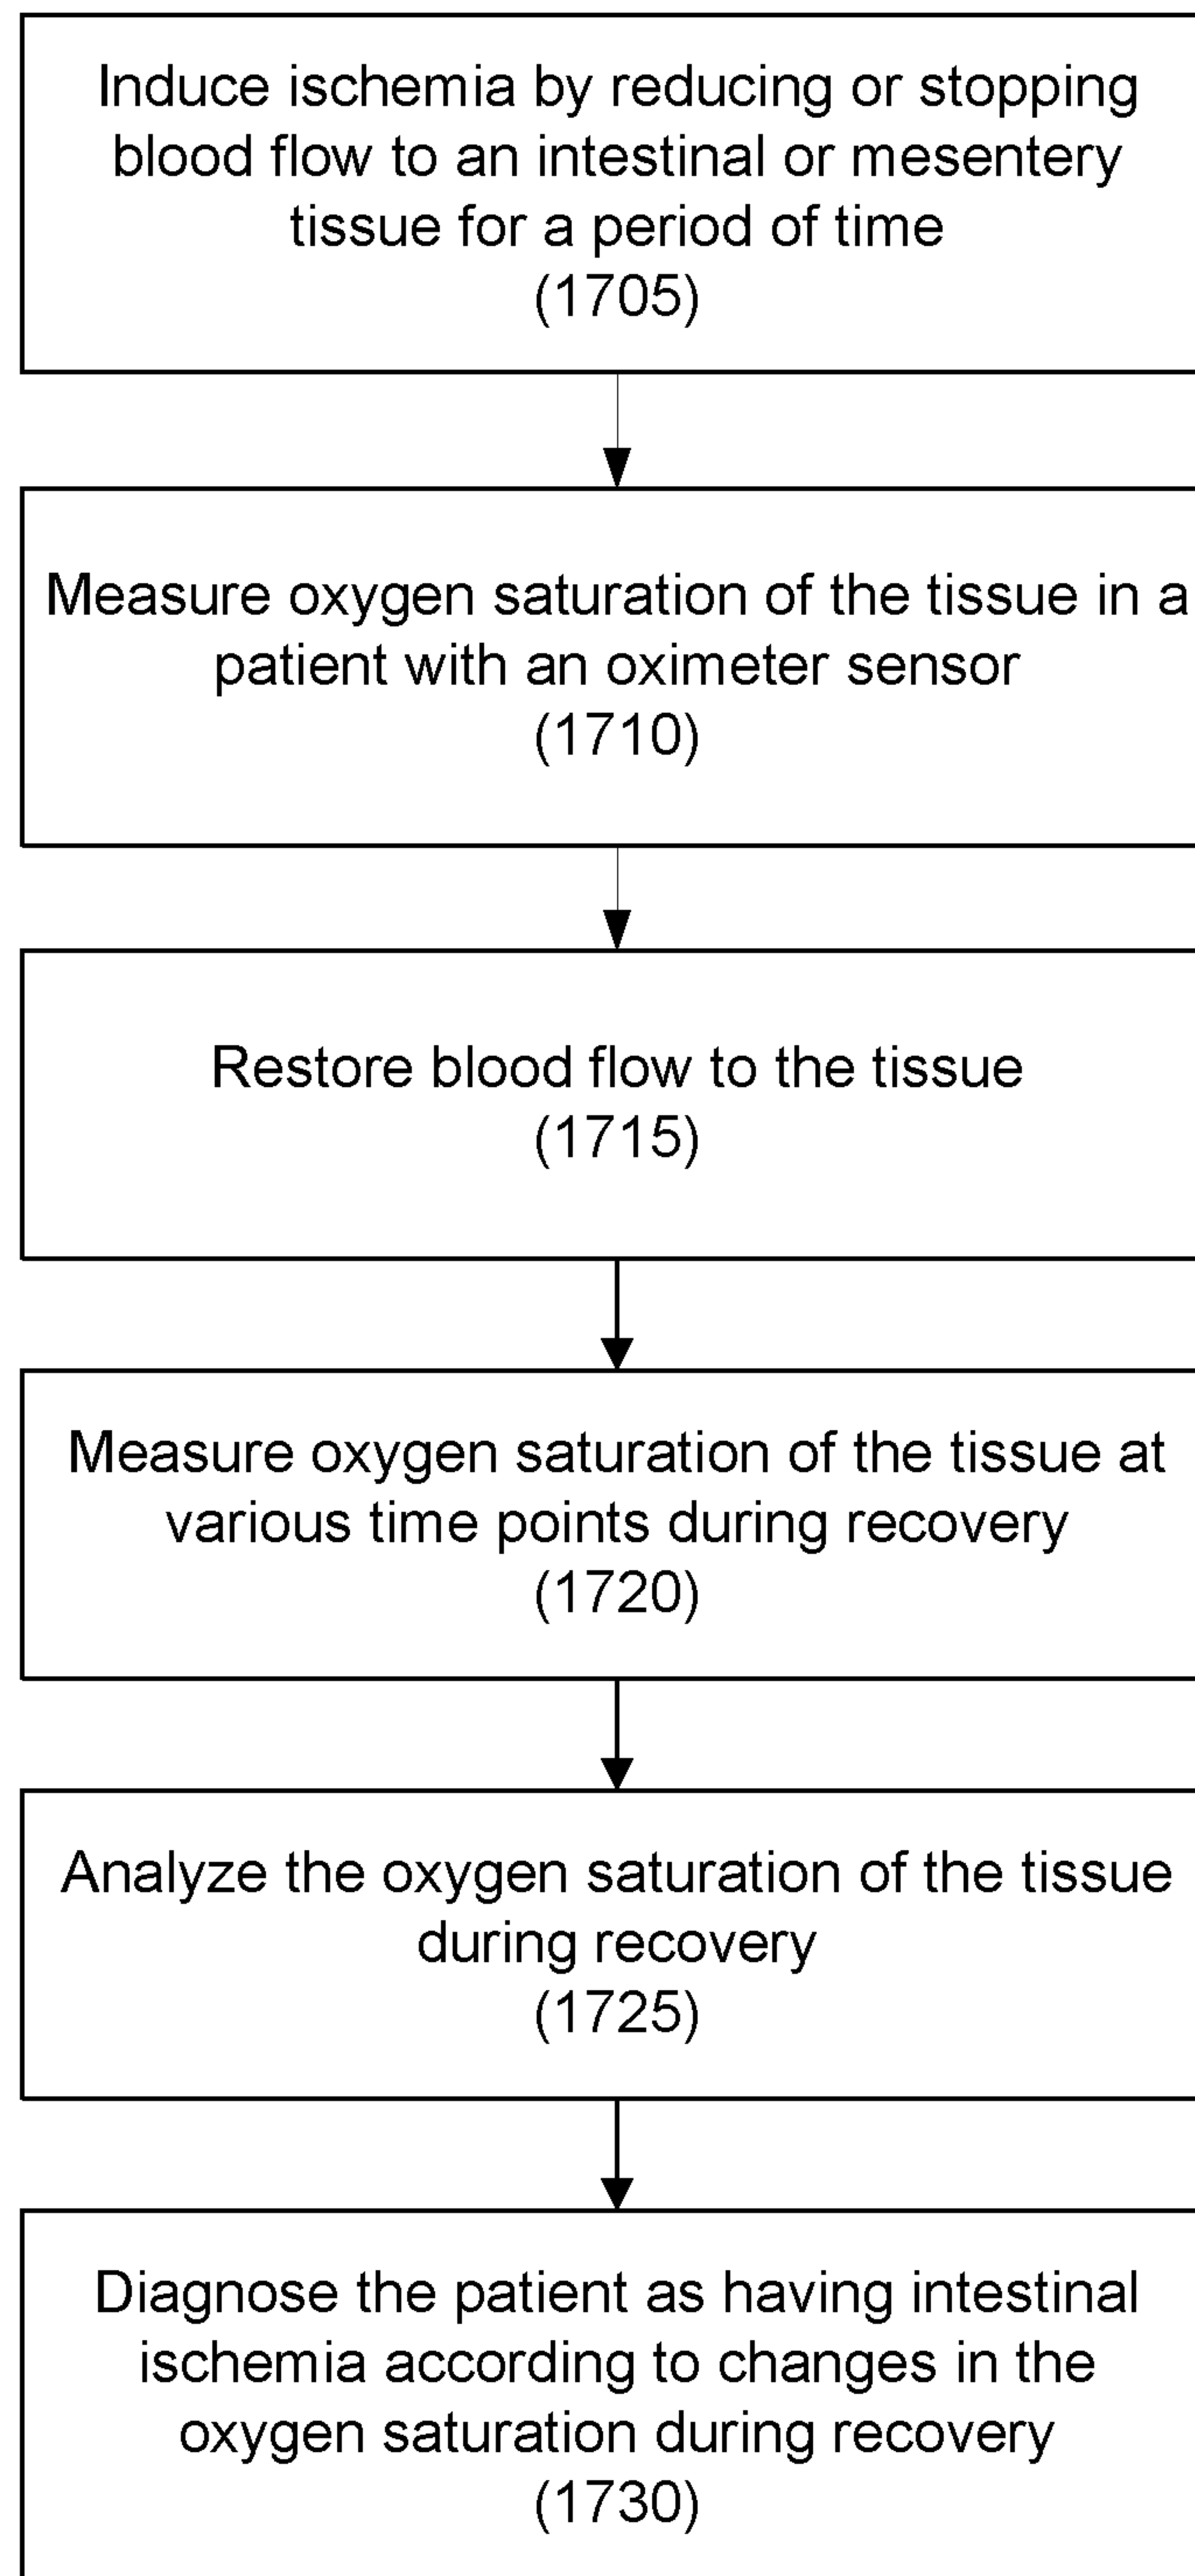 Induce ischemia by reducing or stopping
blood flow to an intestinal or mesentery
tissue for a period of time
(1705)
Measure oxygen saturation of the tissue in a
patient with an oximeter sensor
(1710)
Restore blood flow to the tissue
(1715)
Measure oxygen saturation of the tissue at
various time points during recovery
(1720)
Analyze the oxygen saturation of the tissue
during recovery
(1725)
Diagnose the patient as having intestinal
ischemia according to changes in the
oxygen saturation during recovery
(1730)